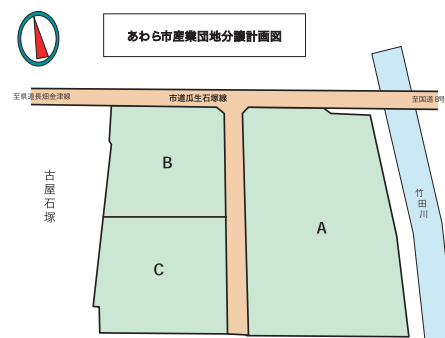 あわら市産業団地分譲計画図
至県道長畑金津線
市道瓜生石塚線
至国道8号
古屋石塚
竹田川
B
A
C